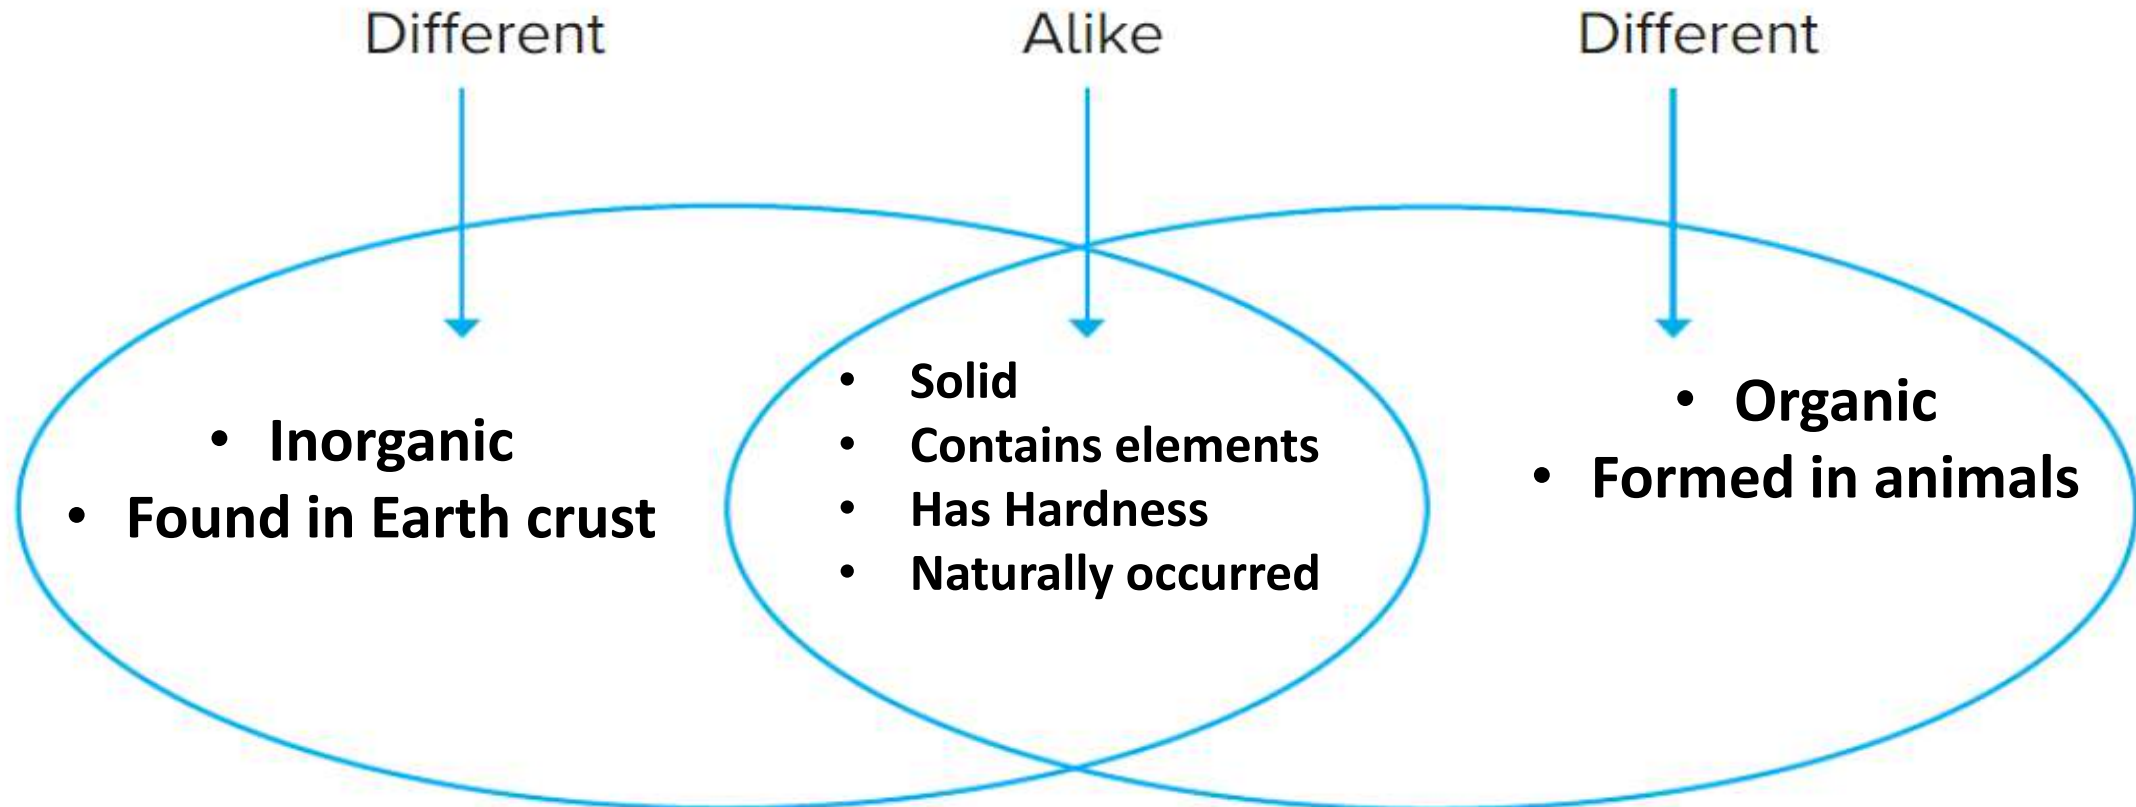 Different Alike Different
• Inorganic
• Found in Earth crust
• Solid
• Contains elements
• Has Hardness
• Naturally occurred
• Organic
• Formed in animals